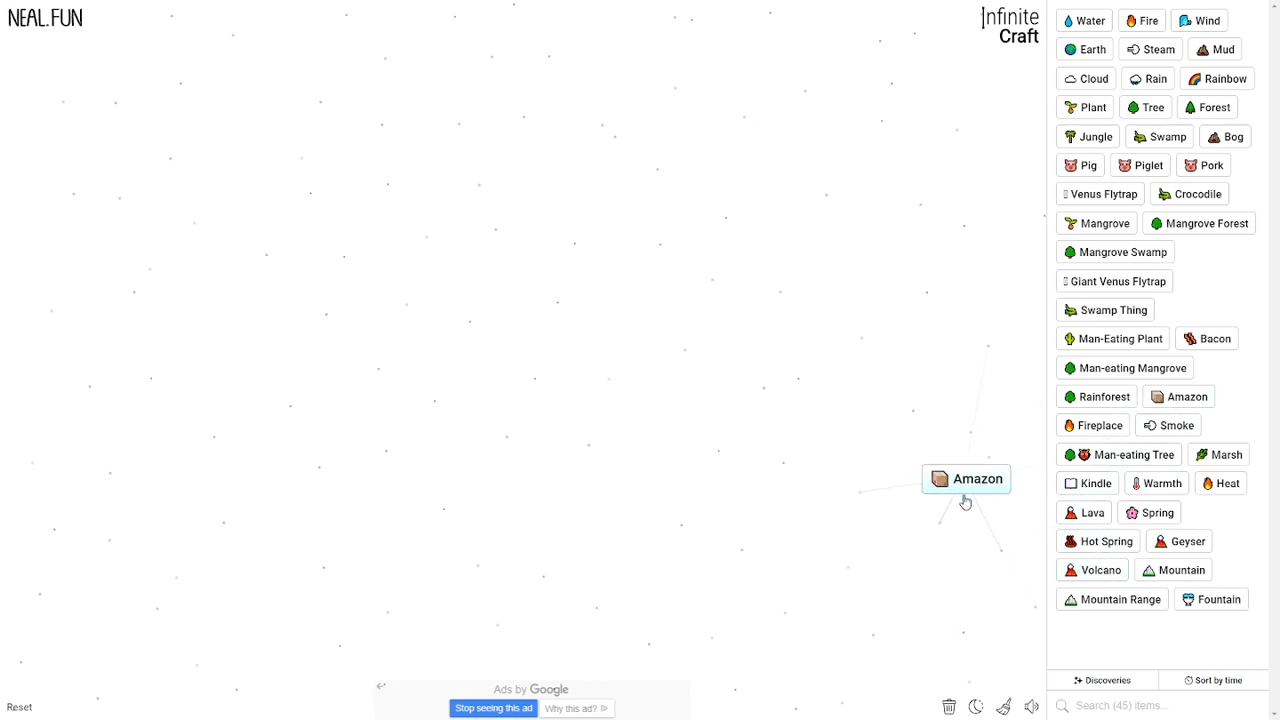 NEAL.FUN
Infinite
Craft
Water
Fire
Wind
Earth
Steam
Mud
Cloud
Rain
Rainbow
Plant
Tree
Forest
Jungle
Swamp
Bog
Pig
Piglet
Pork
Venus Flytrap
Crocodile
Mangrove
Mangrove Forest
Mangrove Swamp
Giant Venus Flytrap
Swamp Thing
Man-Eating Plant
Bacon
Man-eating Mangrove
Rainforest
Amazon
Fireplace
Smoke
Man-eating Tree
Marsh
Kindle
Warmth
Heat
Lava
Spring
Hot Spring
Geyser
Volcano
Mountain
Mountain Range
Fountain
Amazon
Discoveries
Sort by time
Search (45) items...
Reset
Ads by Google
Stop seeing this ad
Why this ad?